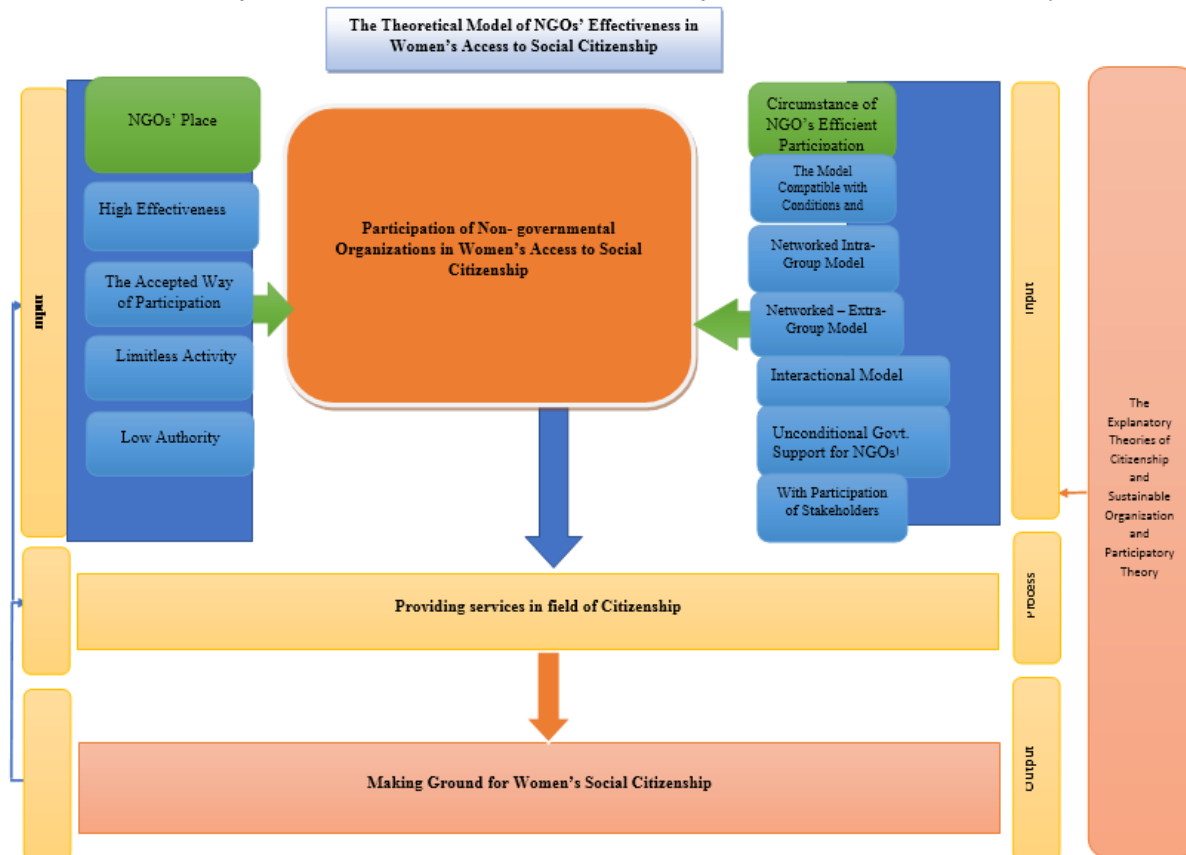 The Theoretical Model of NGOs' Effectiveness in
Women's Access to Social Citizenship
NGOs' Place
High Effectiveness
The Accepted Way
of Participation
Limitless Activity
Low Authority
Participation of Non- governmental
Organizations in Women's Access to Social
Citizenship
Circumstance of
NGO's Efficient
Participation
The Model
Compatible with
Conditions and
Networked Intra-
Group Model
Networked – Extra-
Group Model
Interactional Model
Unconditional Govt.
Support for NGOs
With Participation
of Stakeholders
Input
Input
Process
Output
The
Explanatory
Theories of
Citizenship
and
Sustainable
Organization
and
Participatory
Theory
Providing services in field of Citizenship
Making Ground for Women's Social Citizenship